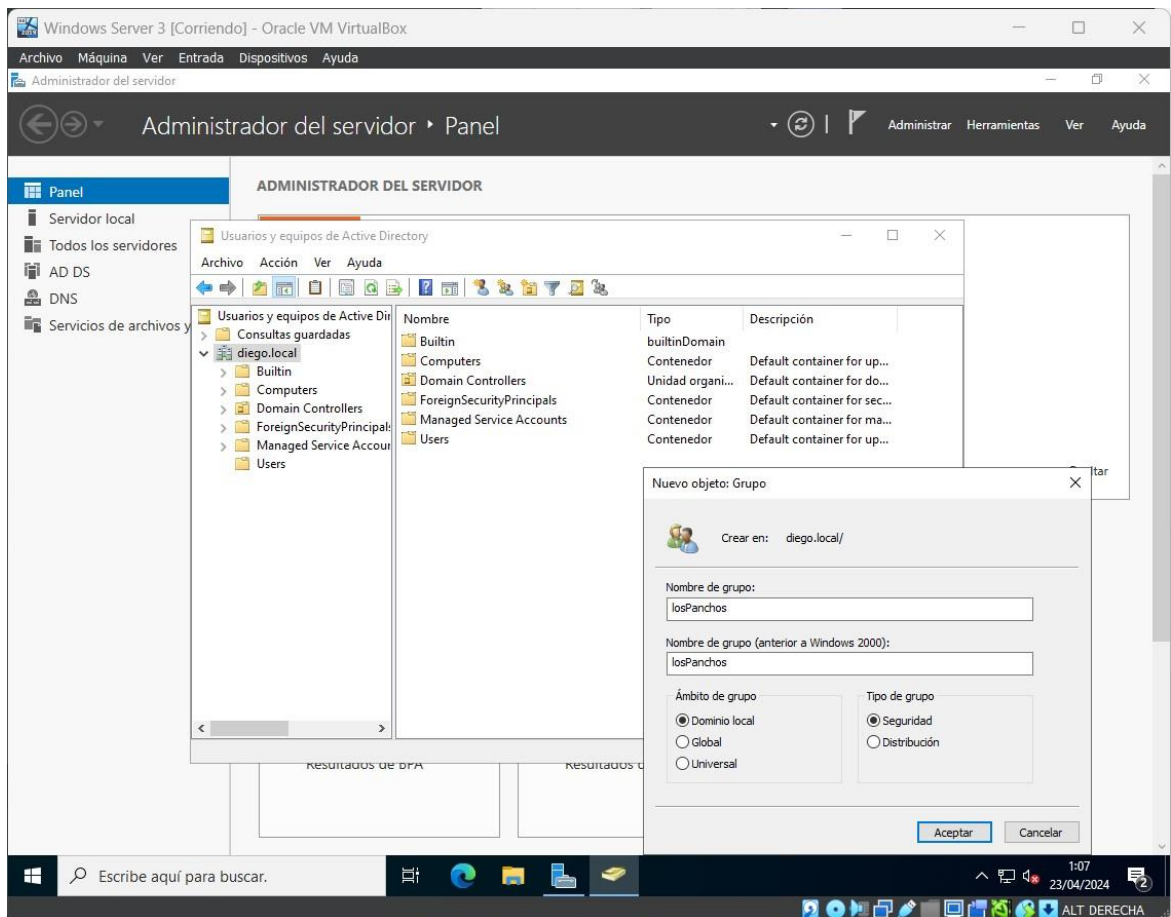 Windows Server 3 [Corriendo] - Oracle VM VirtualBox
Archivo Máquina Ver Entrada Dispositivos Ayuda
Administrador del servidor
Administrador del servidor ‣ Panel
Administrar Herramientas Ver Ayuda
Panel
Servidor local
Todos los servidores
AD DS
DNS
Servicios de archivos y
ADMINISTRADOR DEL SERVIDOR
Usuarios y equipos de Active Directory
Archivo Acción Ver Ayuda
Usuarios y equipos de Active Dir
Consultas guardadas
diego.local
Builtin
Computers
Domain Controllers
ForeignSecurityPrincipals
Managed Service Accour
Users
Nombre Tipo Descripción
Builtin builtinDomain
Computers Contenedor Default container for up...
Domain Controllers Unidad organi... Default container for do...
ForeignSecurityPrincipals Contenedor Default container for sec...
Managed Service Accounts Contenedor Default container for ma...
Users Contenedor Default container for up...
Nuevo objeto: Grupo
Crear en: diego.local/
Nombre de grupo:
losPanchos
Nombre de grupo (anterior a Windows 2000):
losPanchos
Ámbito de grupo
Dominio local
Global
Universal
Tipo de grupo
Seguridad
Distribución
Aceptar Cancelar
Resultados de BPA
Resultados
Escribe aquí para buscar.
1:07
23/04/2024
2
ALT DERECHA